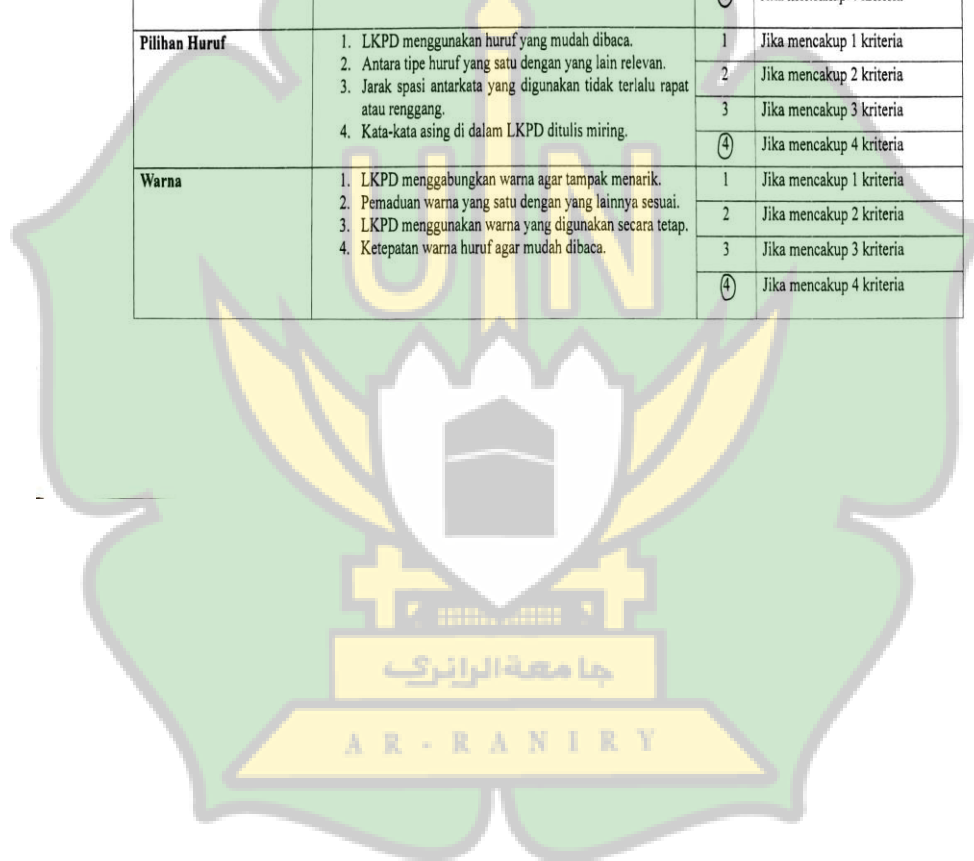 Pilihan Huruf
1. LKPD menggunakan huruf yang mudah dibaca.
2. Antara tipe huruf yang satu dengan yang lain relevan.
3. Jarak spasi antarkata yang digunakan tidak terlalu rapat
atau renggang.
4. Kata-kata asing di dalam LKPD ditulis miring.
1 Jika mencakup 1 kriteria
2 Jika mencakup 2 kriteria
3 Jika mencakup 3 kriteria
4 Jika mencakup 4 kriteria
Warna
1. LKPD menggabungkan warna agar tampak menarik.
2. Pemaduan warna yang satu dengan yang lainnya sesuai.
3. LKPD menggunakan warna yang digunakan secara tetap.
4. Ketepatan warna huruf agar mudah dibaca.
1 Jika mencakup 1 kriteria
2 Jika mencakup 2 kriteria
3 Jika mencakup 3 kriteria
4 Jika mencakup 4 kriteria
UIN
جامعة الرانري
AR-RANIRY